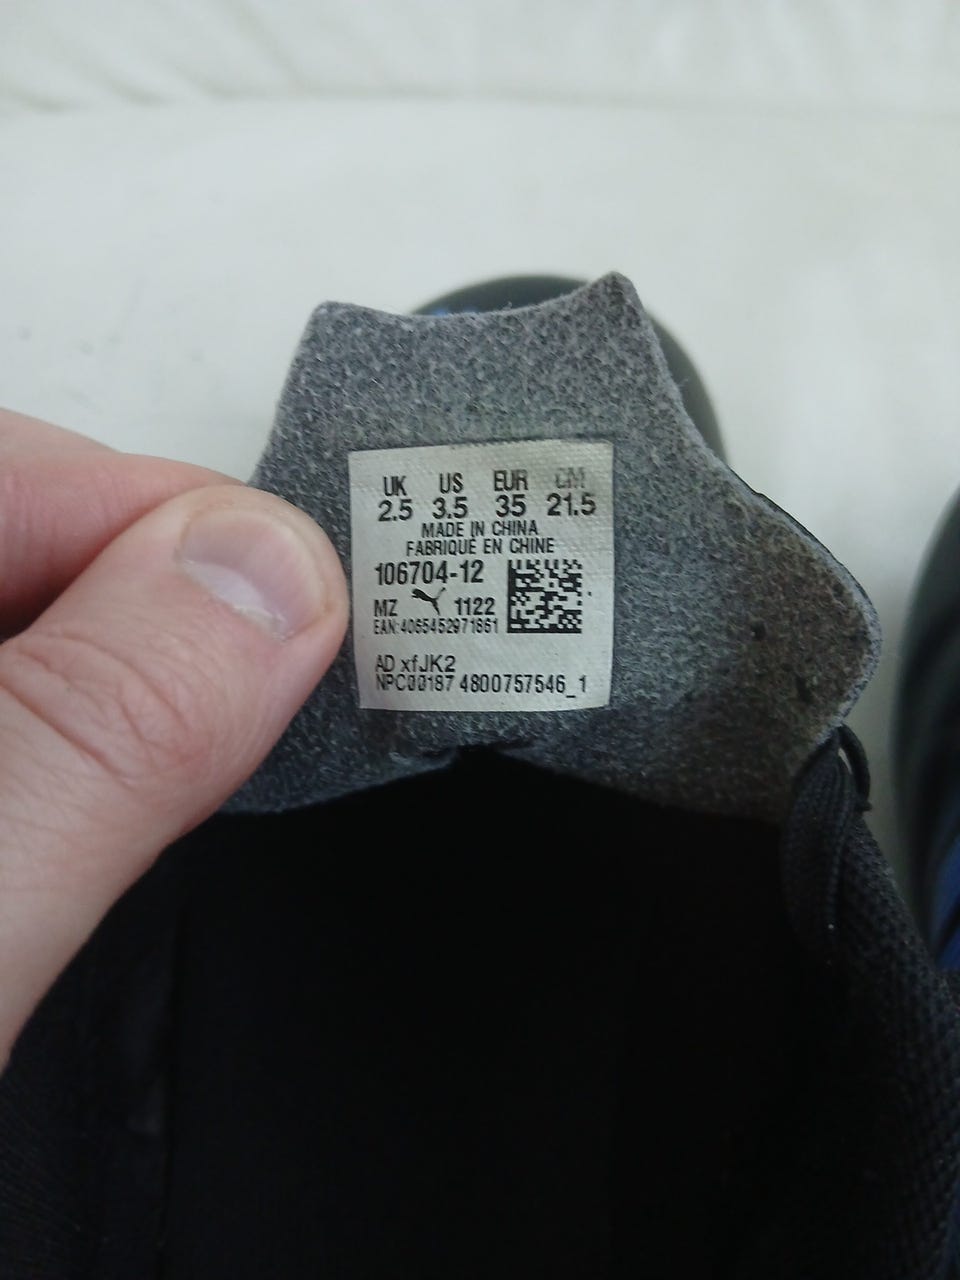 UK US EUR CM
2.5 3.5 35 21.5
MADE IN CHINA
FABRIQUÉ EN CHINE
106704-12
MZ 1122
EAN:4065452971861
AD xfJK2
NPC00187 4800757546_1